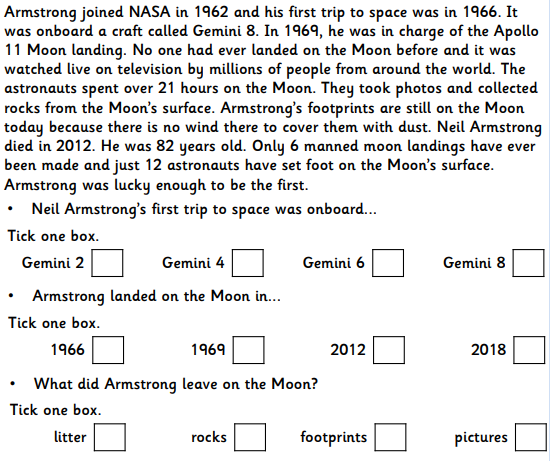 Armstrong joined NASA in 1962 and his first trip to space was in 1966. It
was onboard a craft called Gemini 8. In 1969, he was in charge of the Apollo
11 Moon landing. No one had ever landed on the Moon before and it was
watched live on television by millions of people from around the world. The
astronauts spent over 21 hours on the Moon. They took photos and collected
rocks from the Moon's surface. Armstrong's footprints are still on the Moon
today because there is no wind there to cover them with dust. Neil Armstrong
died in 2012. He was 82 years old. Only 6 manned moon landings have ever
been made and just 12 astronauts have set foot on the Moon's surface.
Armstrong was lucky enough to be the first.
• Neil Armstrong's first trip to space was onboard...
Tick one box.
Gemini 2 Gemini 4 Gemini 6 Gemini 8
• Armstrong landed on the Moon in...
Tick one box.
1966 1969 2012 2018
• What did Armstrong leave on the Moon?
Tick one box.
litter rocks footprints pictures